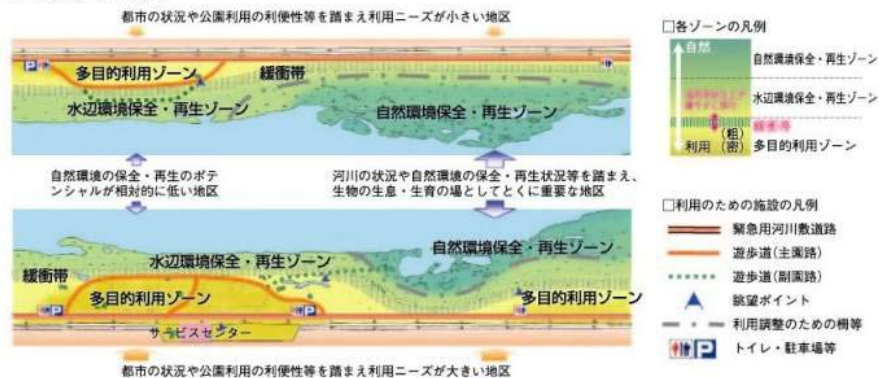 都市の状況や公園利用の利便性等を踏まえ利用ニーズが小さい地区
多目的利用ゾーン
緩衝帯
水辺環境保全・再生ゾーン
自然環境保全・再生ゾーン
自然環境の保全・再生のポテ
ンシャルが相対的に低い地区
河川の状況や自然環境の保全・再生状況等を踏まえ、
生物の生息・生育の場としてとくに重要な地区
自然環境保全・再生ゾーン
水辺環境保全・再生ゾーン
緩衝帯
多目的利用ゾーン
多目的利用ゾーン
サービスセンター
都市の状況や公園利用の利便性等を踏まえ利用ニーズが大きい地区
□各ゾーンの凡例
自然
自然環境保全・再生ゾーン
水辺環境保全・再生ゾーン
緩衝帯
(粗)
利用 (密) 多目的利用ゾーン
□利用のための施設の凡例
緊急用河川敷道路
遊歩道(主園路)
遊歩道(副園路)
眺望ポイント
利用調整のための柵等
P トイレ・駐車場等